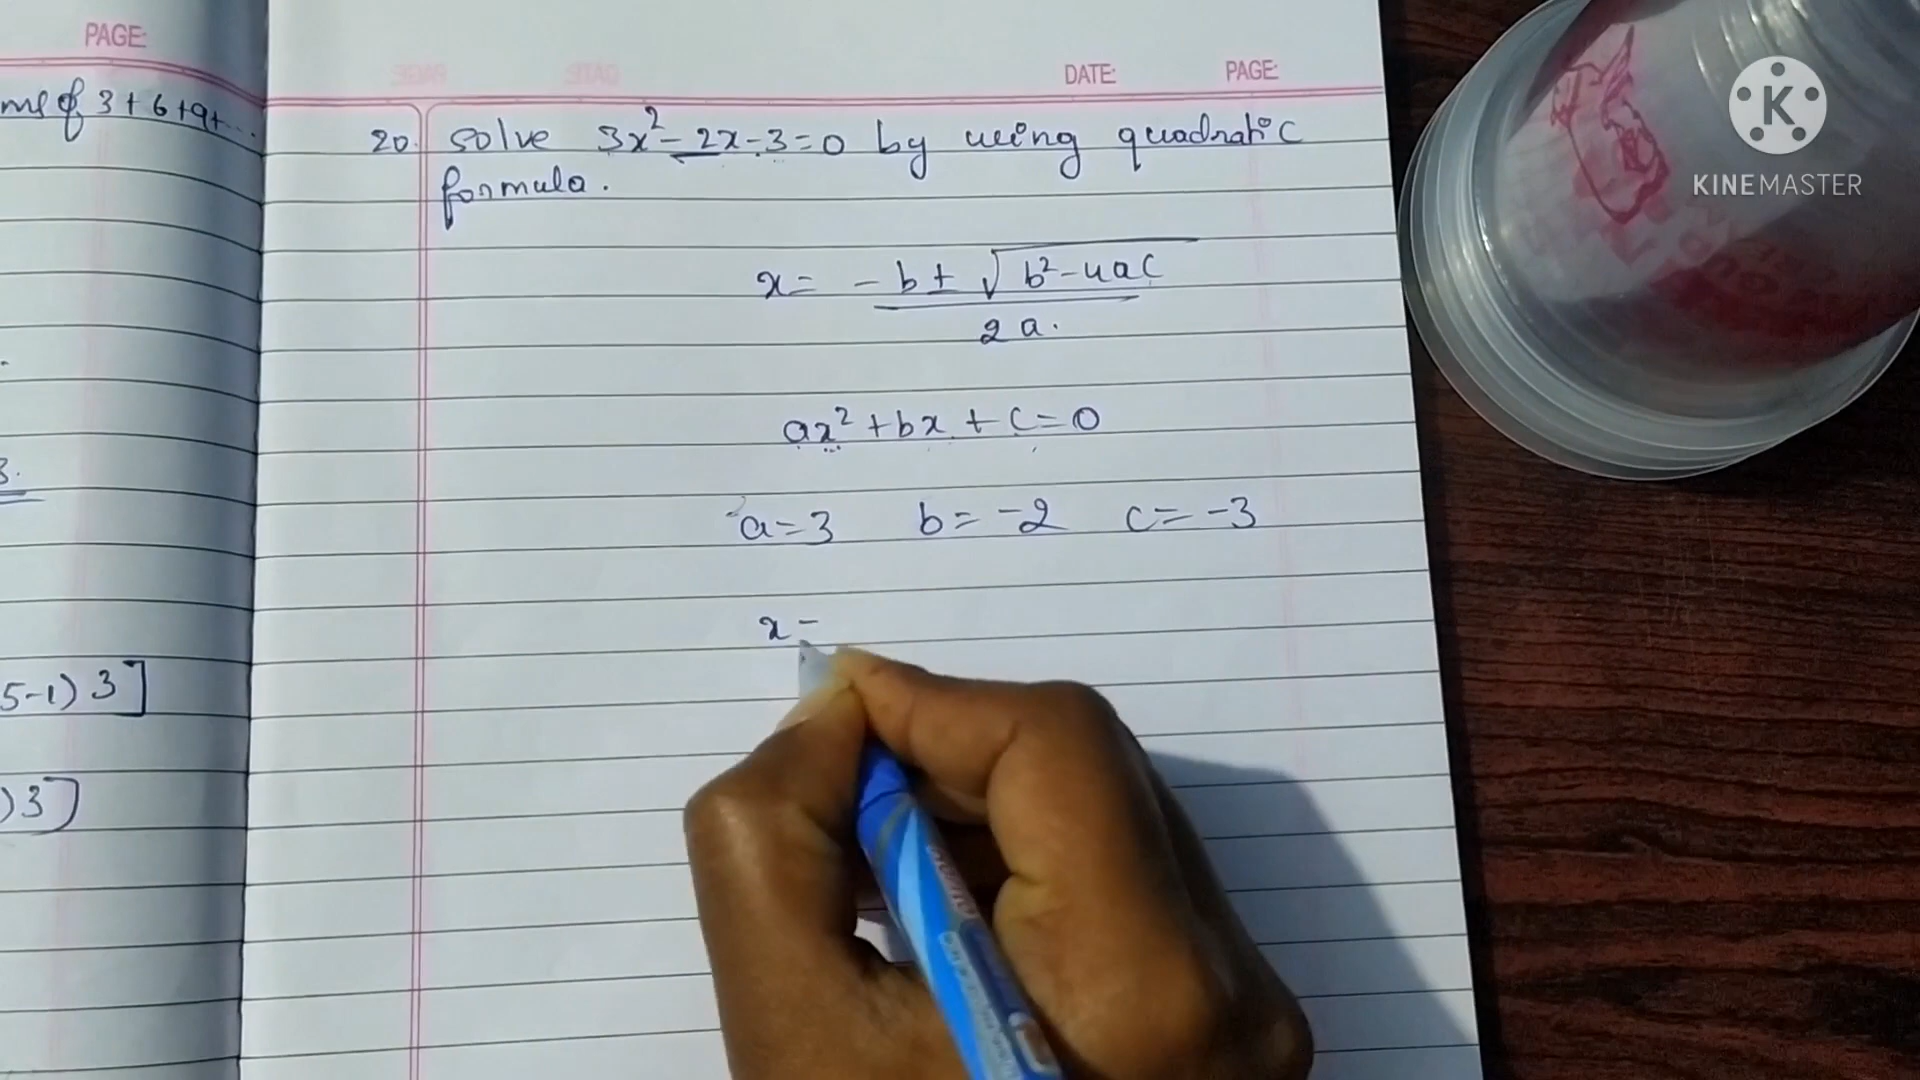 PAGE:
ms of 3+6+9+...
3.
5-1) 3]
)3]
DATE: PAGE:
20. solve 3x²-2x-3=0 by using quadratic
formula.
x = -b ± √b²-4ac
2a.
ax²+bx+c=0
a=3 b=-2 c=-3
x =
K
KINEMASTER